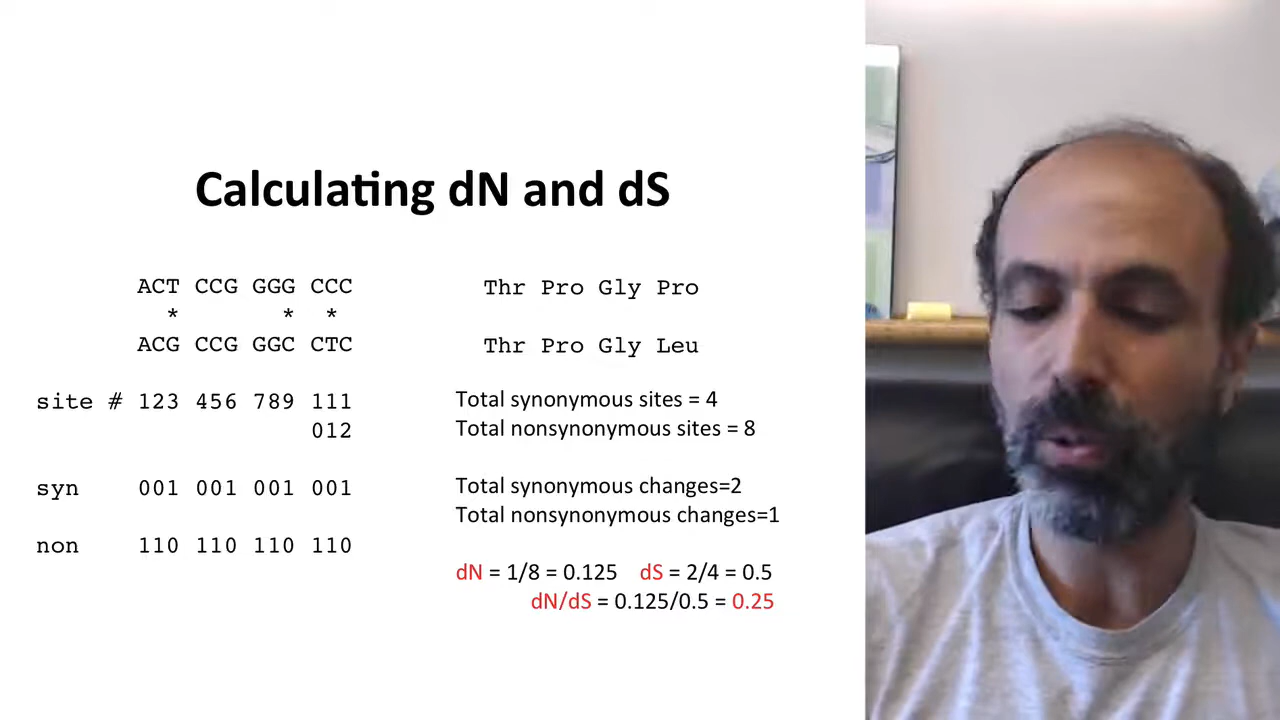 Calculating dN and dS
ACT CCG GGG CCC
* * *
ACG CCG GGC CTC
site # 123 456 789 111
012
syn 001 001 001 001
non 110 110 110 110
Thr Pro Gly Pro
Thr Pro Gly Leu
Total synonymous sites = 4
Total nonsynonymous sites = 8
Total synonymous changes=2
Total nonsynonymous changes=1
dN = 1/8 = 0.125 dS = 2/4 = 0.5
dN/dS = 0.125/0.5 = 0.25